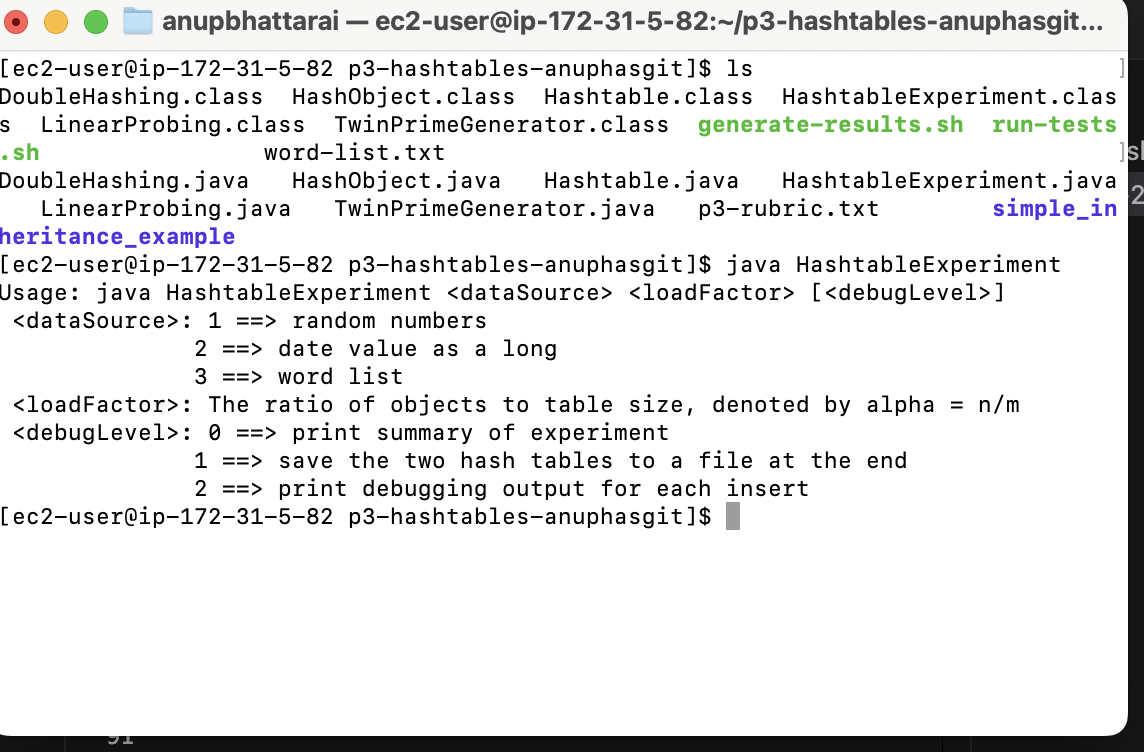 anupbhattarai — ec2-user@ip-172-31-5-82:~/p3-hashtables-anuphasgit...
[ec2-user@ip-172-31-5-82 p3-hashtables-anuphasgit]$ ls ]
DoubleHashing.class  HashObject.class  Hashtable.class  HashtableExperiment.clas
s  LinearProbing.class  TwinPrimeGenerator.class  generate-results.sh  run-tests
.sh                word-list.txt ]
DoubleHashing.java   HashObject.java   Hashtable.java   HashtableExperiment.java
   LinearProbing.java   TwinPrimeGenerator.java   p3-rubric.txt        simple_in
heritance_example
[ec2-user@ip-172-31-5-82 p3-hashtables-anuphasgit]$ java HashtableExperiment
Usage: java HashtableExperiment <dataSource> <loadFactor> [<debugLevel>]
 <dataSource>: 1 ==> random numbers
              2 ==> date value as a long
              3 ==> word list
 <loadFactor>: The ratio of objects to table size, denoted by alpha = n/m
 <debugLevel>: 0 ==> print summary of experiment
              1 ==> save the two hash tables to a file at the end
              2 ==> print debugging output for each insert
[ec2-user@ip-172-31-5-82 p3-hashtables-anuphasgit]$